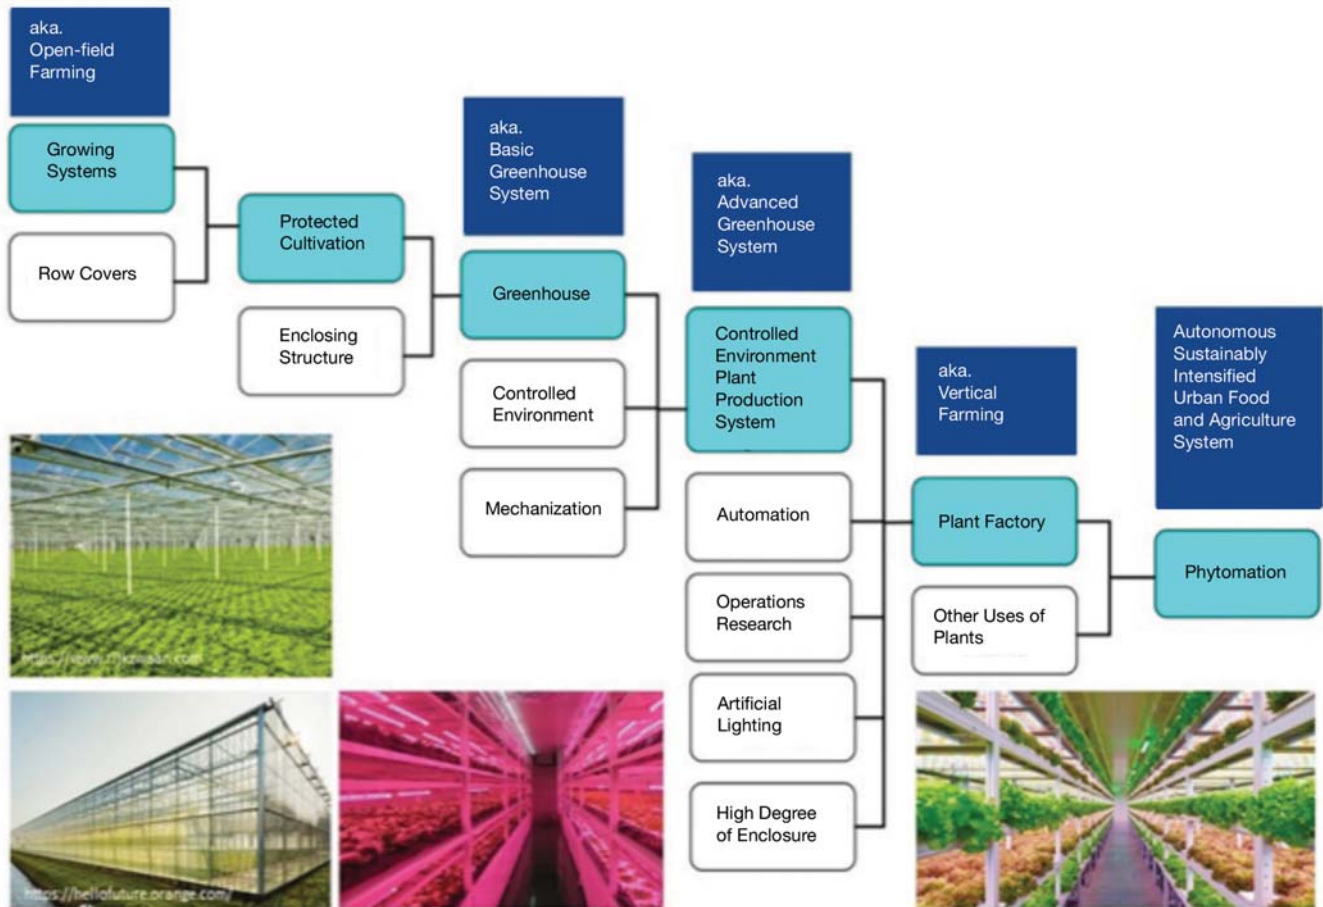 aka.
Open-field
Farming
Growing
Systems
Row Covers
Protected
Cultivation
Enclosing
Structure
aka.
Basic
Greenhouse
System
Greenhouse
Controlled
Environment
Mechanization
aka.
Advanced
Greenhouse
System
Controlled
Environment
Plant
Production
System
Automation
Operations
Research
Artificial
Lighting
High Degree
of Enclosure
aka.
Vertical
Farming
Plant Factory
Other Uses of
Plants
Autonomous
Sustainably
Intensified
Urban Food
and Agriculture
System
Phytomation
https://hellofuture.orange.com/